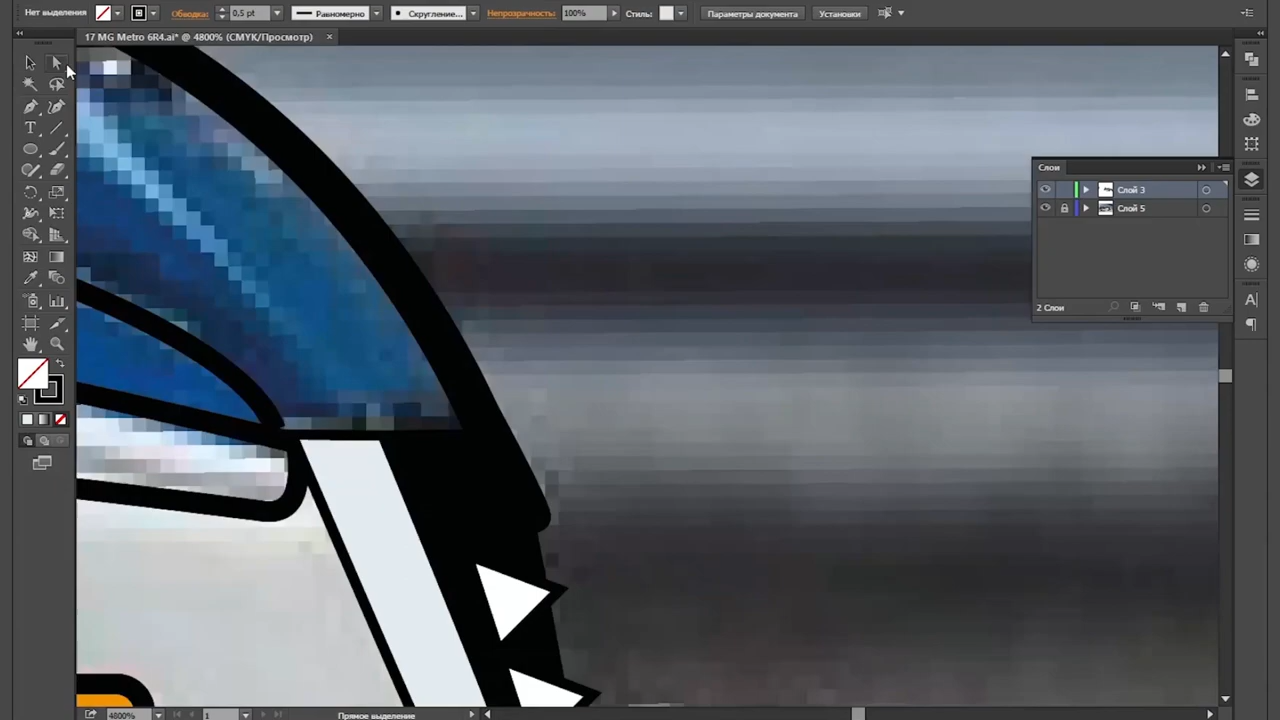 Нет выделения Обводка: 0,5 pt Равномерно Скругление... Непрозрачность: 100% Стиль: Параметры документа Установки
17 MG Metro 6R4.ai* @ 4800% (CMYK/Просмотр) ×
Слои
Слой 3
Слой 5
2 Слои
4800% 1 Прямое выделение